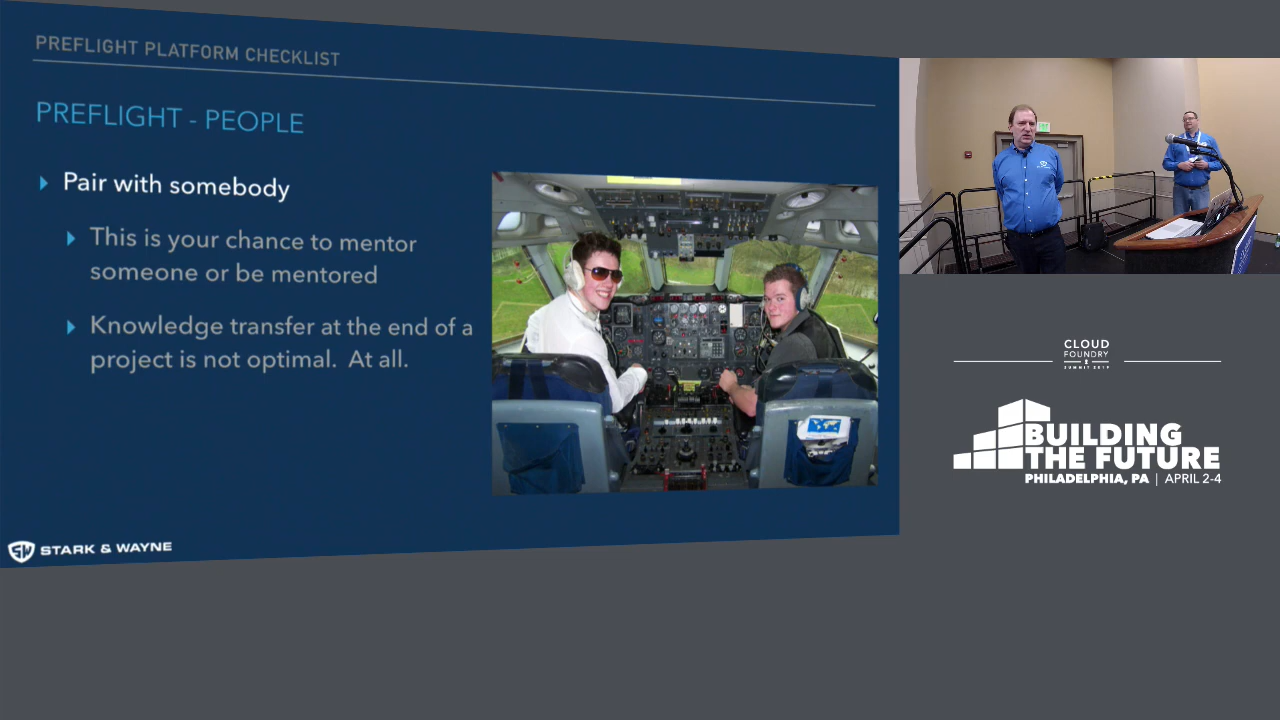 PREFLIGHT PLATFORM CHECKLIST
PREFLIGHT - PEOPLE
Pair with somebody
This is your chance to mentor
someone or be mentored
Knowledge transfer at the end of a
project is not optimal. At all.
SW STARK & WAYNE
CLOUD
FOUNDRY
SUMMIT 2019
BUILDING
THE FUTURE
PHILADELPHIA, PA | APRIL 2-4